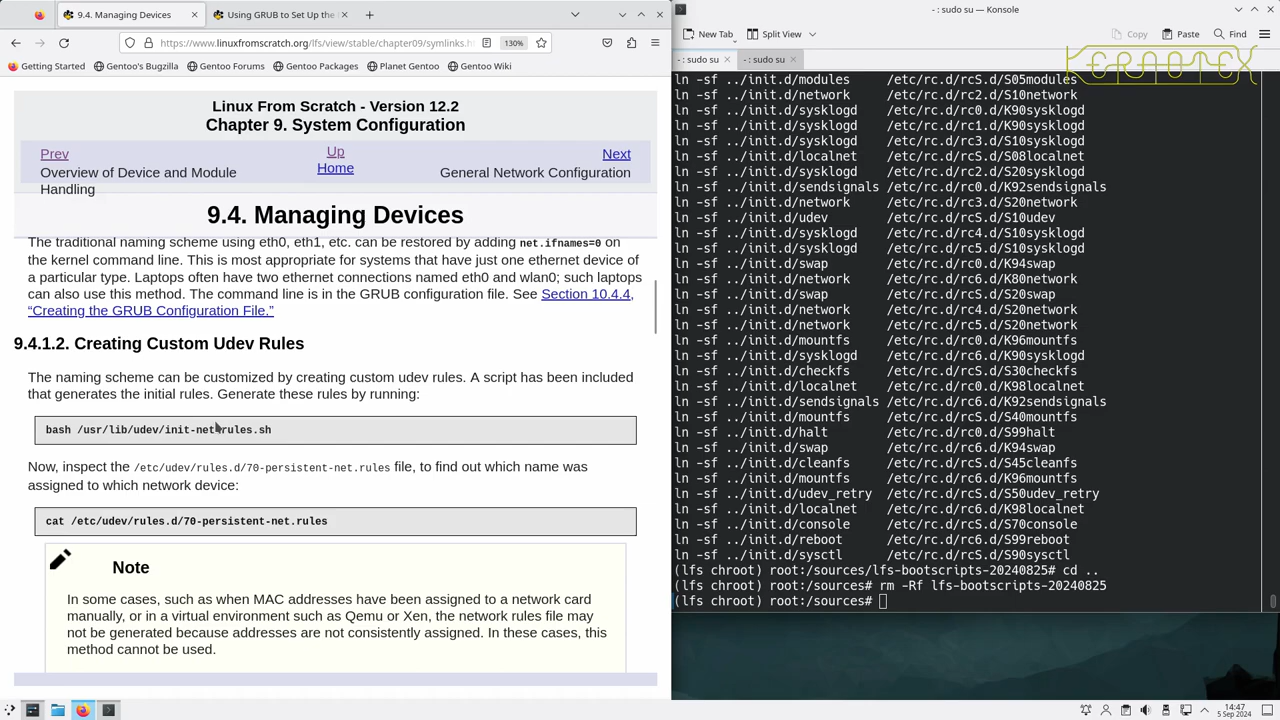 9.4. Managing Devices
Using GRUB to Set Up the
- : sudo su — Konsole
https://www.linuxfromscratch.org/lfs/view/stable/chapter09/symlinks.h
130%
New Tab
Split View
Copy
Paste
Find
Getting Started
Gentoo's Bugzilla
Gentoo Forums
Gentoo Packages
Planet Gentoo
Gentoo Wiki
- : sudo su
- : sudo su
KERNOTEX
Linux From Scratch - Version 12.2
Chapter 9. System Configuration
Prev
Up
Next
Home
Overview of Device and Module
Handling
General Network Configuration
9.4. Managing Devices
The traditional naming scheme using eth0, eth1, etc. can be restored by adding net.ifnames=0 on
the kernel command line. This is most appropriate for systems that have just one ethernet device of
a particular type. Laptops often have two ethernet connections named eth0 and wlan0; such laptops
can also use this method. The command line is in the GRUB configuration file. See Section 10.4.4,
“Creating the GRUB Configuration File.”
9.4.1.2. Creating Custom Udev Rules
The naming scheme can be customized by creating custom udev rules. A script has been included
that generates the initial rules. Generate these rules by running:
bash /usr/lib/udev/init-net-rules.sh
Now, inspect the /etc/udev/rules.d/70-persistent-net.rules file, to find out which name was
assigned to which network device:
cat /etc/udev/rules.d/70-persistent-net.rules
Note
In some cases, such as when MAC addresses have been assigned to a network card
manually, or in a virtual environment such as Qemu or Xen, the network rules file may
not be generated because addresses are not consistently assigned. In these cases, this
method cannot be used.
ln -sf ../init.d/modules /etc/rc.d/rcS.d/S05modules
ln -sf ../init.d/network /etc/rc.d/rc2.d/S10network
ln -sf ../init.d/sysklogd /etc/rc.d/rc0.d/K90sysklogd
ln -sf ../init.d/sysklogd /etc/rc.d/rc1.d/K90sysklogd
ln -sf ../init.d/sysklogd /etc/rc.d/rc3.d/S10sysklogd
ln -sf ../init.d/localnet /etc/rc.d/rcS.d/S08localnet
ln -sf ../init.d/sysklogd /etc/rc.d/rc2.d/S20sysklogd
ln -sf ../init.d/sendsignals /etc/rc.d/rc0.d/K92sendsignals
ln -sf ../init.d/network /etc/rc.d/rc3.d/S20network
ln -sf ../init.d/udev /etc/rc.d/rcS.d/S10udev
ln -sf ../init.d/sysklogd /etc/rc.d/rc4.d/S10sysklogd
ln -sf ../init.d/sysklogd /etc/rc.d/rc5.d/S10sysklogd
ln -sf ../init.d/swap /etc/rc.d/rc0.d/K94swap
ln -sf ../init.d/network /etc/rc.d/rc6.d/K80network
ln -sf ../init.d/swap /etc/rc.d/rcS.d/S20swap
ln -sf ../init.d/network /etc/rc.d/rc4.d/S20network
ln -sf ../init.d/network /etc/rc.d/rc5.d/S20network
ln -sf ../init.d/mountfs /etc/rc.d/rc0.d/K96mountfs
ln -sf ../init.d/sysklogd /etc/rc.d/rc6.d/K90sysklogd
ln -sf ../init.d/checkfs /etc/rc.d/rcS.d/S30checkfs
ln -sf ../init.d/localnet /etc/rc.d/rc0.d/K98localnet
ln -sf ../init.d/sendsignals /etc/rc.d/rc6.d/K92sendsignals
ln -sf ../init.d/mountfs /etc/rc.d/rcS.d/S40mountfs
ln -sf ../init.d/halt /etc/rc.d/rc0.d/S99halt
ln -sf ../init.d/swap /etc/rc.d/rc6.d/K94swap
ln -sf ../init.d/cleanfs /etc/rc.d/rcS.d/S45cleanfs
ln -sf ../init.d/mountfs /etc/rc.d/rc6.d/K96mountfs
ln -sf ../init.d/udev_retry /etc/rc.d/rcS.d/S50udev_retry
ln -sf ../init.d/localnet /etc/rc.d/rc6.d/K98localnet
ln -sf ../init.d/console /etc/rc.d/rcS.d/S70console
ln -sf ../init.d/reboot /etc/rc.d/rc6.d/S99reboot
ln -sf ../init.d/sysctl /etc/rc.d/rcS.d/S90sysctl
(lfs chroot) root:/sources/lfs-bootscripts-20240825# cd ..
(lfs chroot) root:/sources# rm -Rf lfs-bootscripts-20240825
(lfs chroot) root:/sources#
14:47
5 Sep 2024